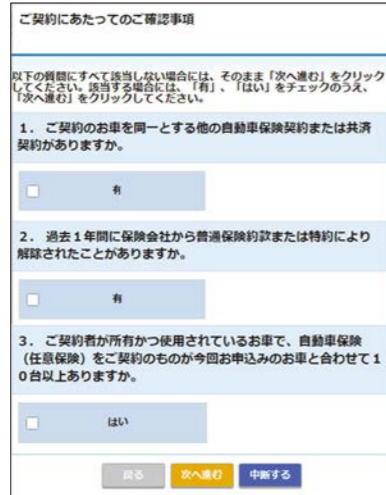 ご契約にあたってのご確認事項
以下の質問にすべて該当しない場合には、そのまま「次へ進む」をクリック
してください。該当する場合には、「有」、「はい」をチェックのうえ、
「次へ進む」をクリックしてください。
1． ご契約のお車を同一とする他の自動車保険契約または共済
契約がありますか。
有
2． 過去１年間に保険会社から普通保険約款または特約により
解除されたことがありますか。
有
3． ご契約者が所有かつ使用されているお車で、自動車保険
（任意保険）をご契約のものが今回お申込みのお車と合わせて１
０台以上ありますか。
はい
戻る 次へ進む 中断する